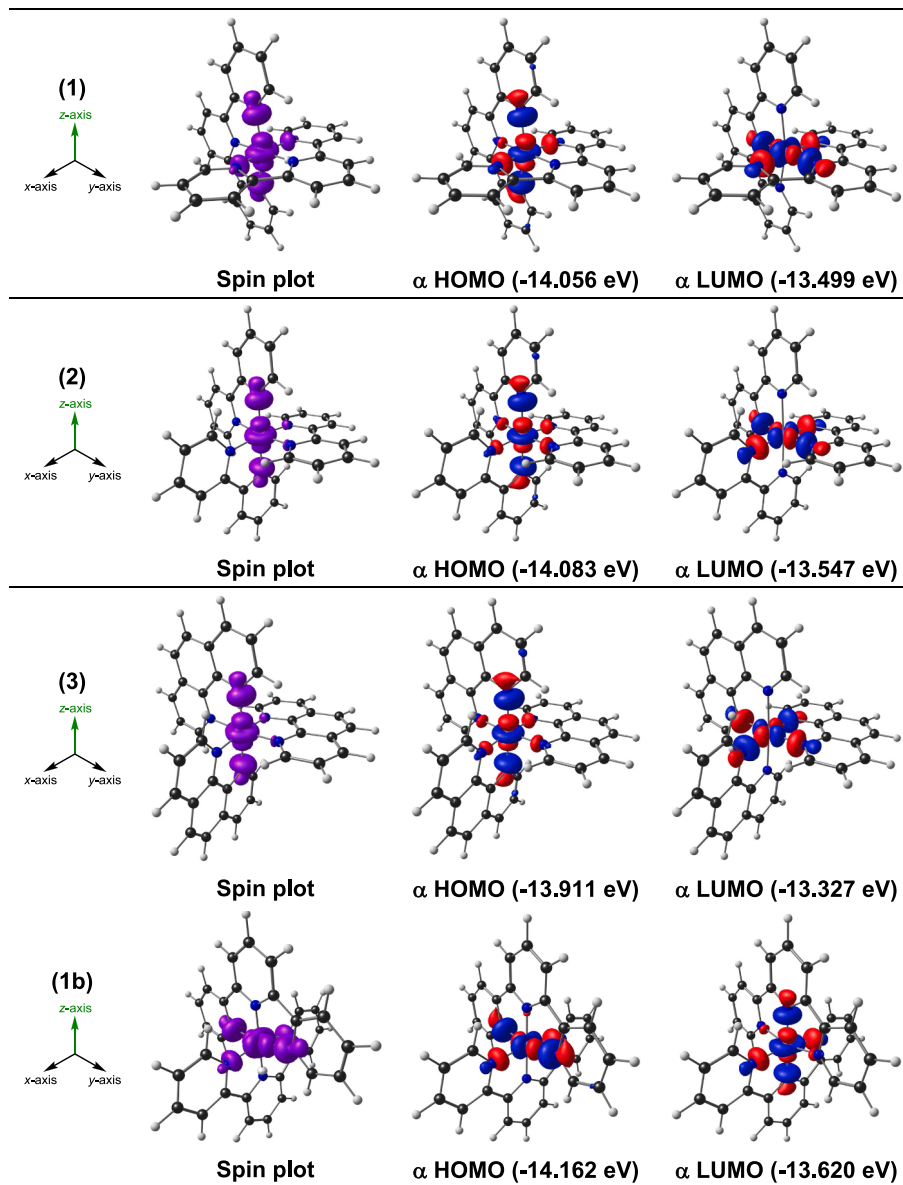 (1)
z-axis
x-axis
y-axis
Spin plot
α HOMO (-14.056 eV)
α LUMO (-13.499 eV)
(2)
z-axis
x-axis
y-axis
Spin plot
α HOMO (-14.083 eV)
α LUMO (-13.547 eV)
(3)
z-axis
x-axis
y-axis
Spin plot
α HOMO (-13.911 eV)
α LUMO (-13.327 eV)
(1b)
z-axis
x-axis
y-axis
Spin plot
α HOMO (-14.162 eV)
α LUMO (-13.620 eV)